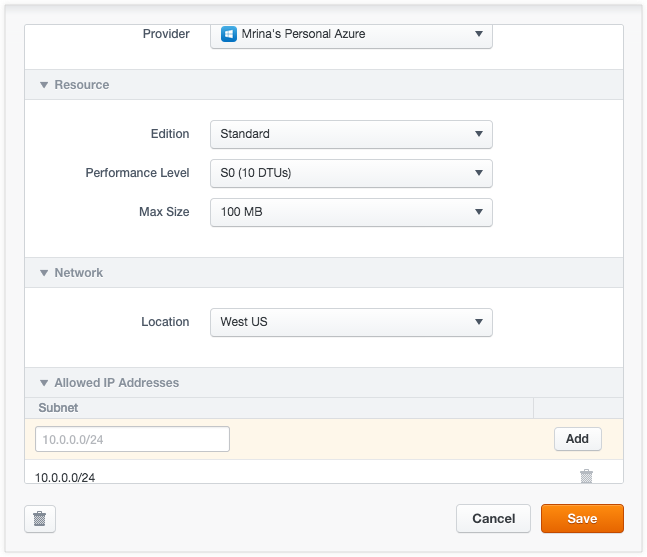 Provider Mrina's Personal Azure
Resource
Edition Standard
Performance Level S0 (10 DTUs)
Max Size 100 MB
Network
Location West US
Allowed IP Addresses
Subnet
10.0.0.0/24 Add
10.0.0.0/24
Cancel Save